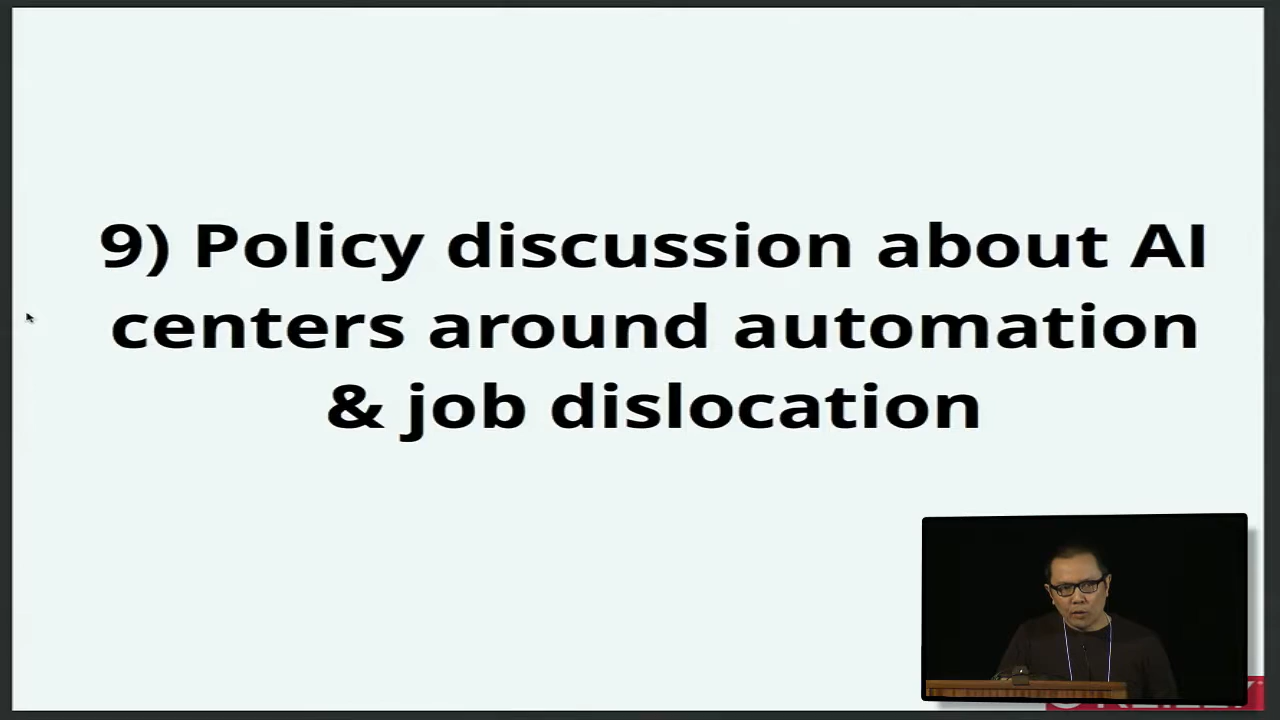 9) Policy discussion about AI
centers around automation
& job dislocation